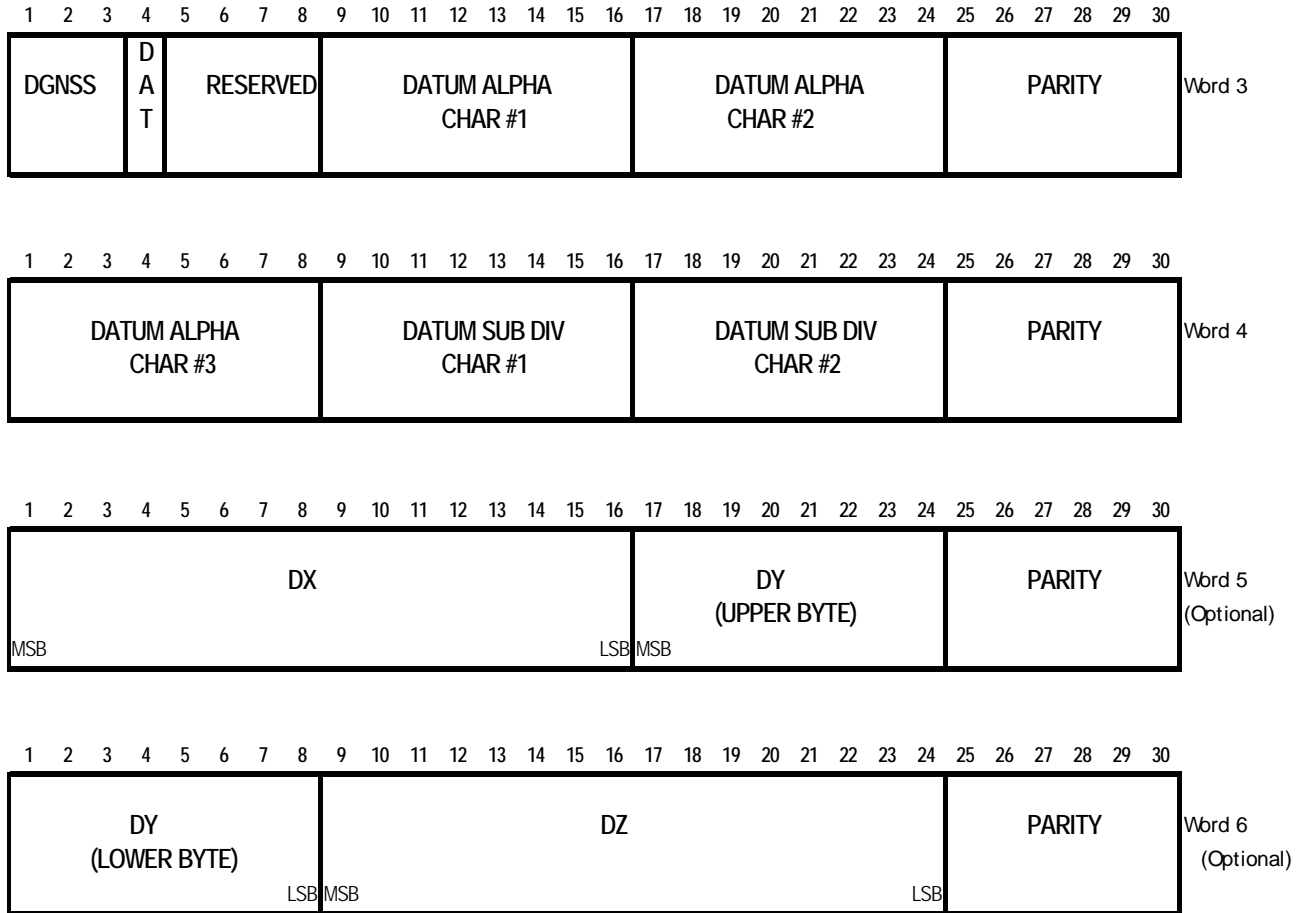 1 2 3 4 5 6 7 8 9 10 11 12 13 14 15 16 17 18 19 20 21 22 23 24 25 26 27 28 29 30
DGNSS
D
A
T
RESERVED
DATUM ALPHA
CHAR #1
DATUM ALPHA
CHAR #2
PARITY
Word 3
1 2 3 4 5 6 7 8 9 10 11 12 13 14 15 16 17 18 19 20 21 22 23 24 25 26 27 28 29 30
DATUM ALPHA
CHAR #3
DATUM SUB DIV
CHAR #1
DATUM SUB DIV
CHAR #2
PARITY
Word 4
1 2 3 4 5 6 7 8 9 10 11 12 13 14 15 16 17 18 19 20 21 22 23 24 25 26 27 28 29 30
DX
MSB
LSB
DY
(UPPER BYTE)
MSB
PARITY
Word 5
(Optional)
1 2 3 4 5 6 7 8 9 10 11 12 13 14 15 16 17 18 19 20 21 22 23 24 25 26 27 28 29 30
DY
(LOWER BYTE)
LSB
DZ
MSB
LSB
PARITY
Word 6
(Optional)